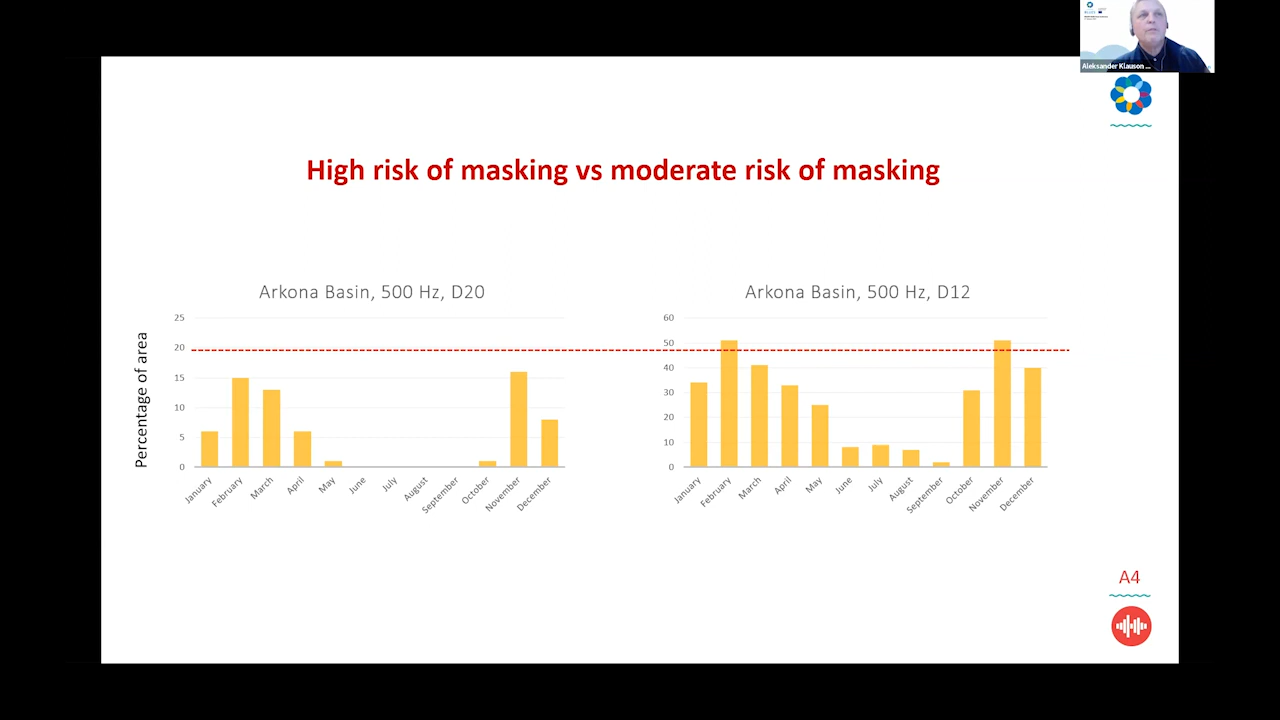 Aleksander Klauson ...
High risk of masking vs moderate risk of masking
Arkona Basin, 500 Hz, D20
Percentage of area
25
20
15
10
5
0
January
February
March
April
May
June
July
August
September
October
November
December
Arkona Basin, 500 Hz, D12
60
50
40
30
20
10
0
January
February
March
April
May
June
July
August
September
October
November
December
A4